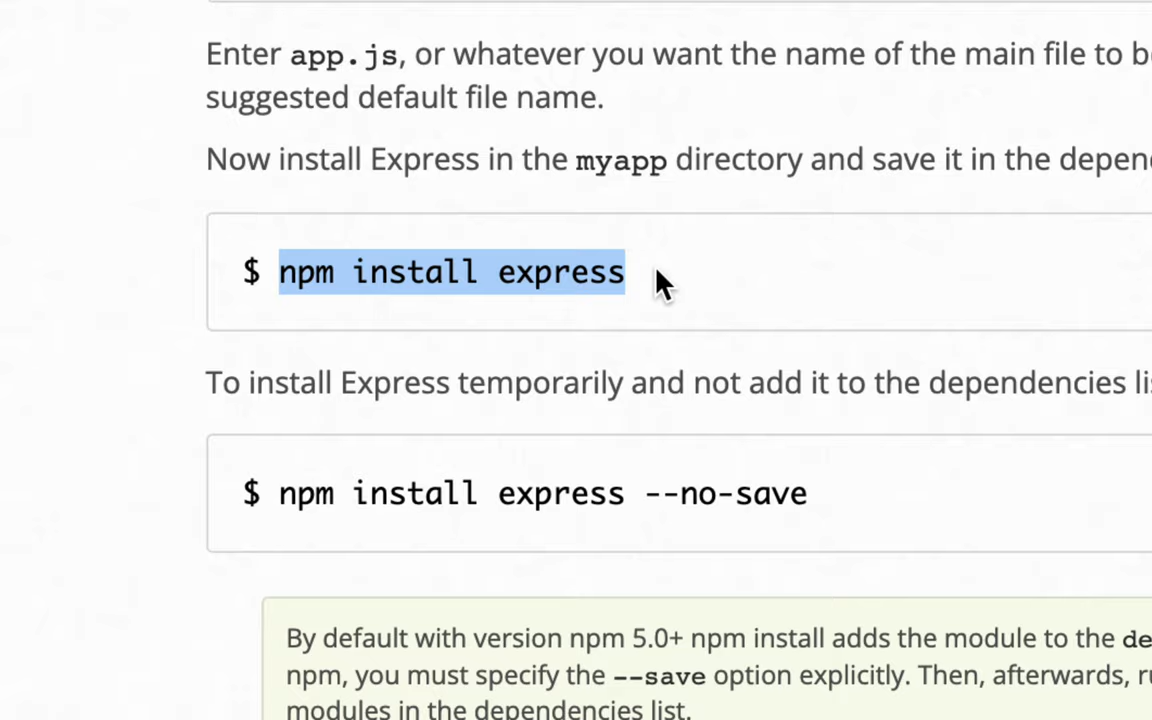 Enter app.js, or whatever you want the name of the main file to
suggested default file name.
Now install Express in the myapp directory and save it in the
$ npm install express
To install Express temporarily and not add it to the dependencies
$ npm install express --no-save
By default with version npm 5.0+ npm install adds the module to the
npm, you must specify the --save option explicitly. Then, afterwards,
modules in the dependencies list.